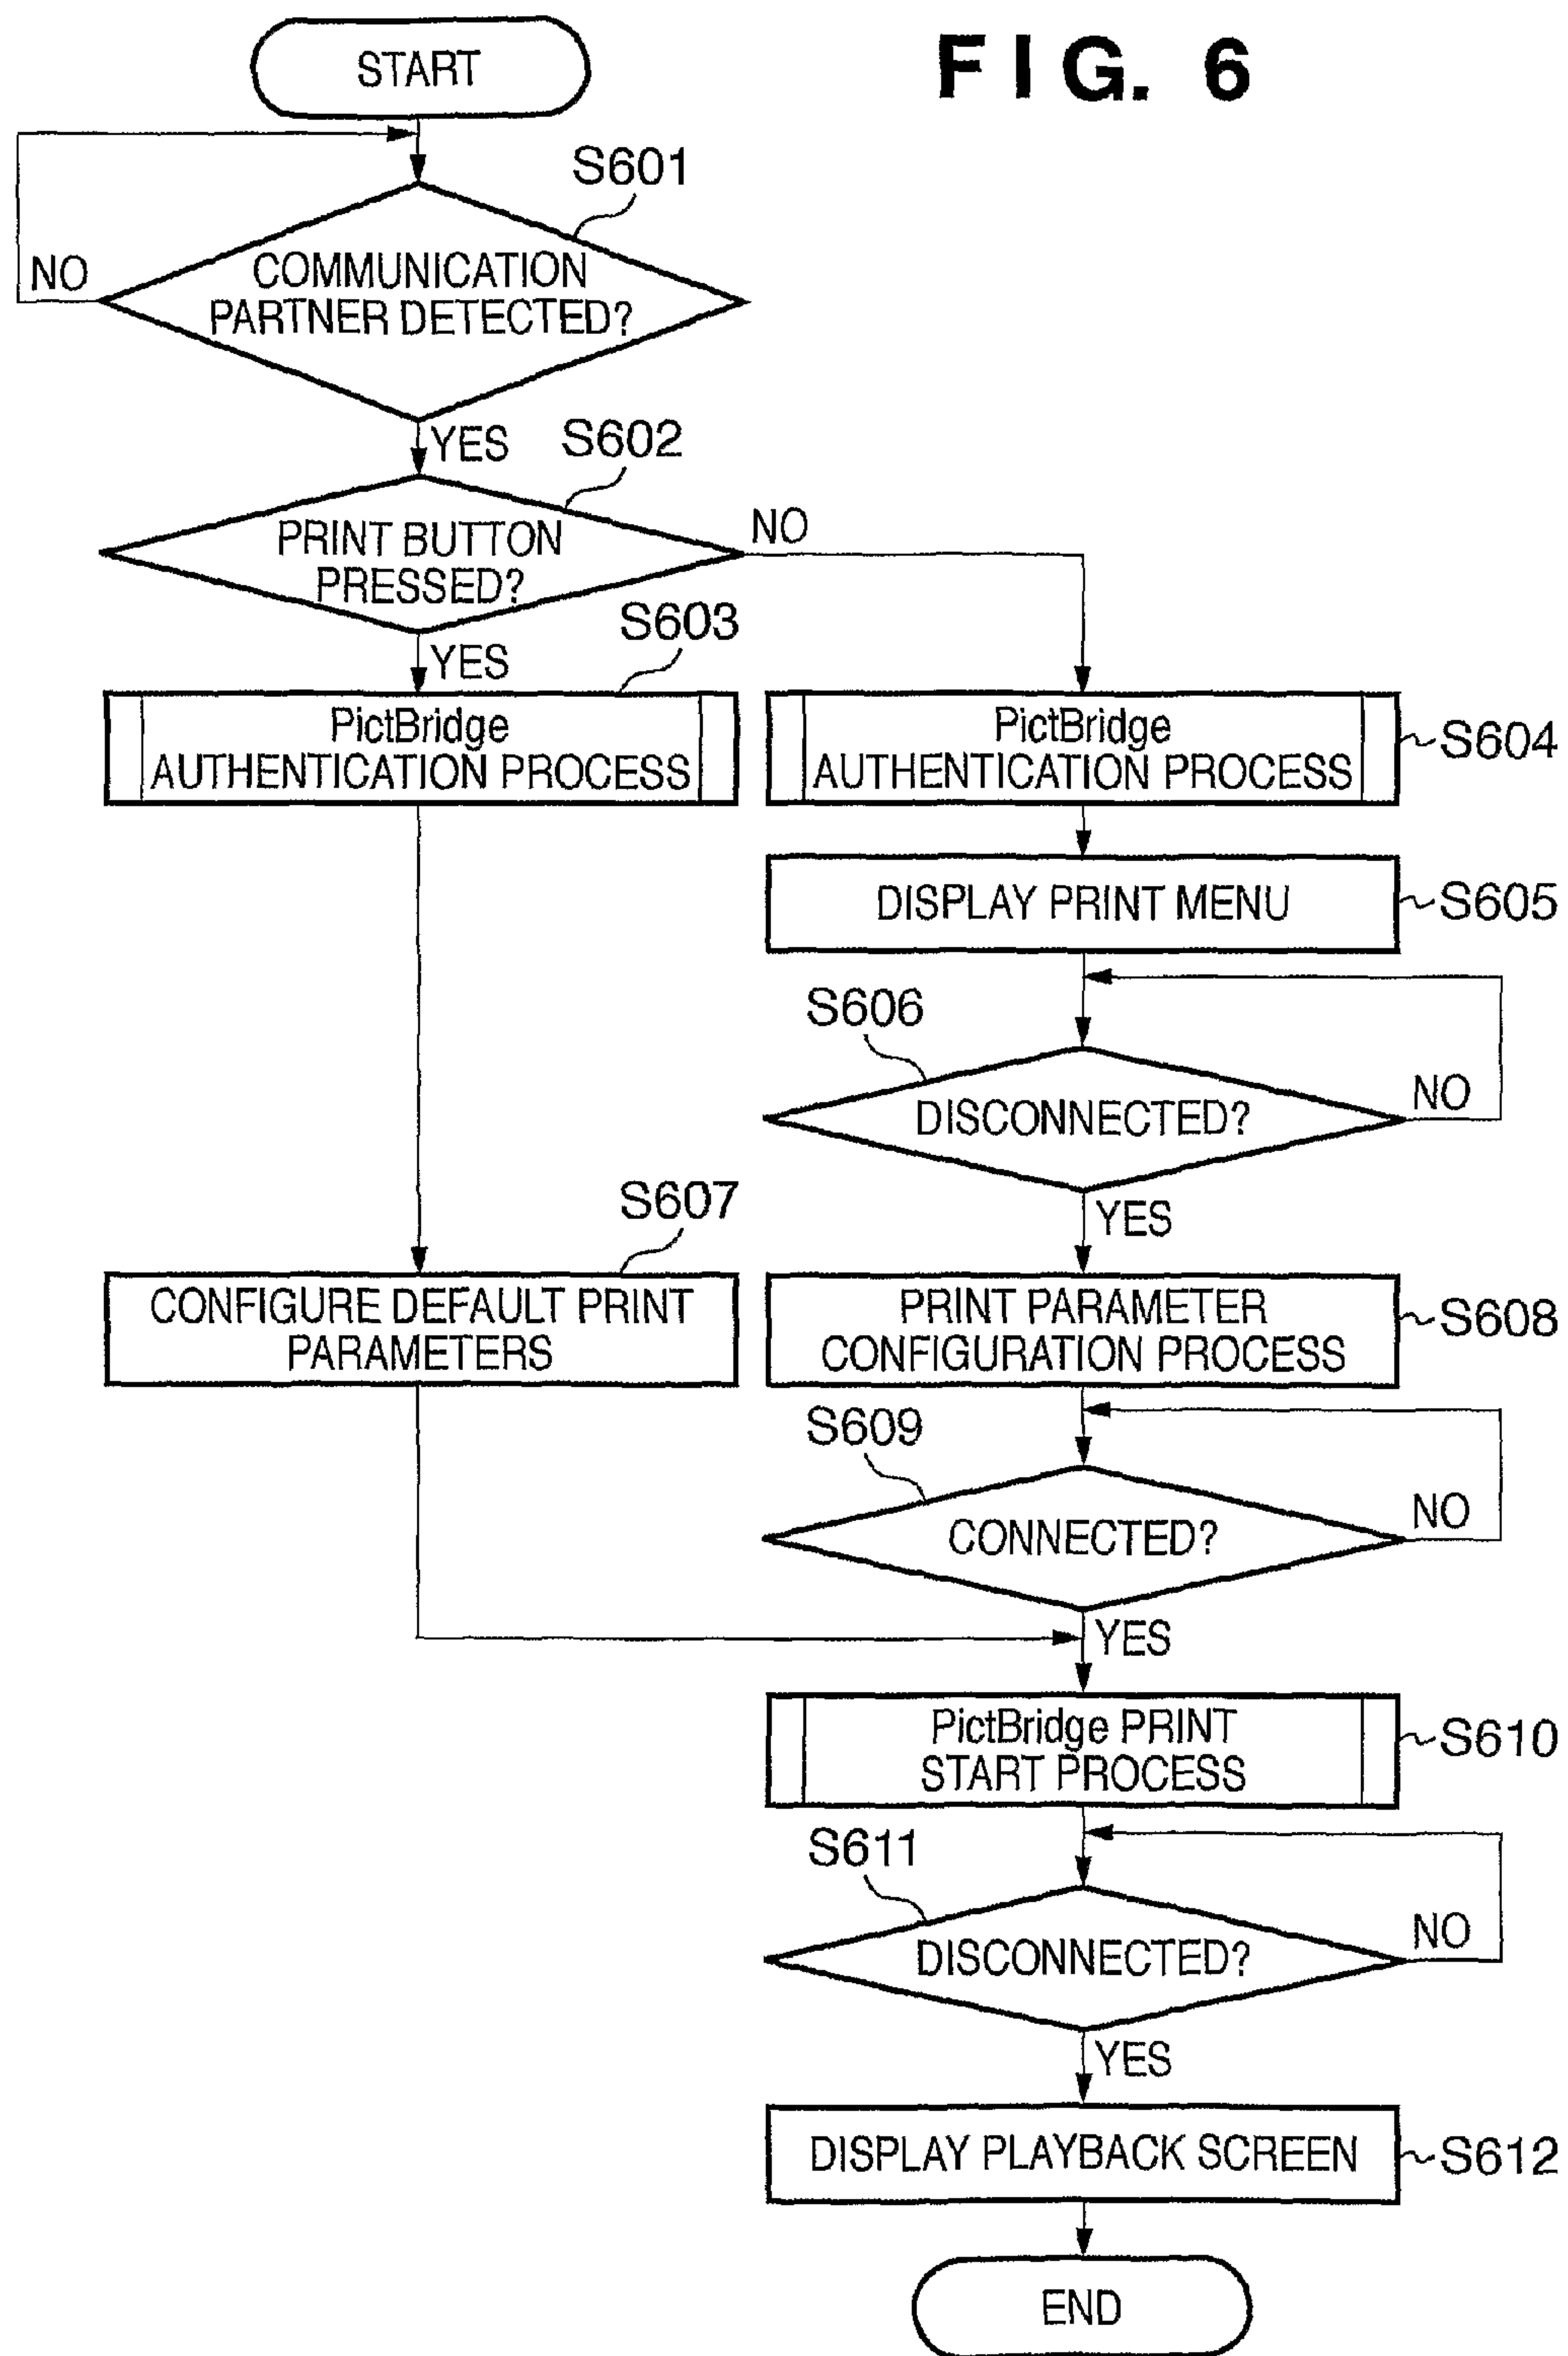 FIG. 6
START
S601
COMMUNICATION
PARTNER DETECTED?
NO
YES
S602
PRINT BUTTON
PRESSED?
NO
YES
S603
PictBridge
AUTHENTICATION PROCESS
PictBridge
AUTHENTICATION PROCESS
S604
DISPLAY PRINT MENU
S605
S606
DISCONNECTED?
NO
YES
S607
CONFIGURE DEFAULT PRINT
PARAMETERS
PRINT PARAMETER
CONFIGURATION PROCESS
S608
S609
CONNECTED?
NO
YES
PictBridge PRINT
START PROCESS
S610
S611
DISCONNECTED?
NO
YES
DISPLAY PLAYBACK SCREEN
S612
END